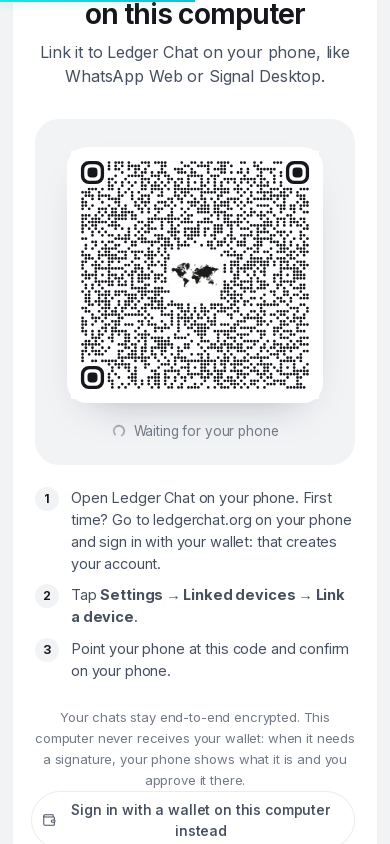 on this computer
Link it to Ledger Chat on your phone, like
WhatsApp Web or Signal Desktop.
Waiting for your phone
1 Open Ledger Chat on your phone. First
time? Go to ledgerchat.org on your phone
and sign in with your wallet: that creates
your account.
2 Tap Settings → Linked devices → Link
a device.
3 Point your phone at this code and confirm
on your phone.
Your chats stay end-to-end encrypted. This
computer never receives your wallet: when it needs
a signature, your phone shows what it is and you
approve it there.
Sign in with a wallet on this computer
instead